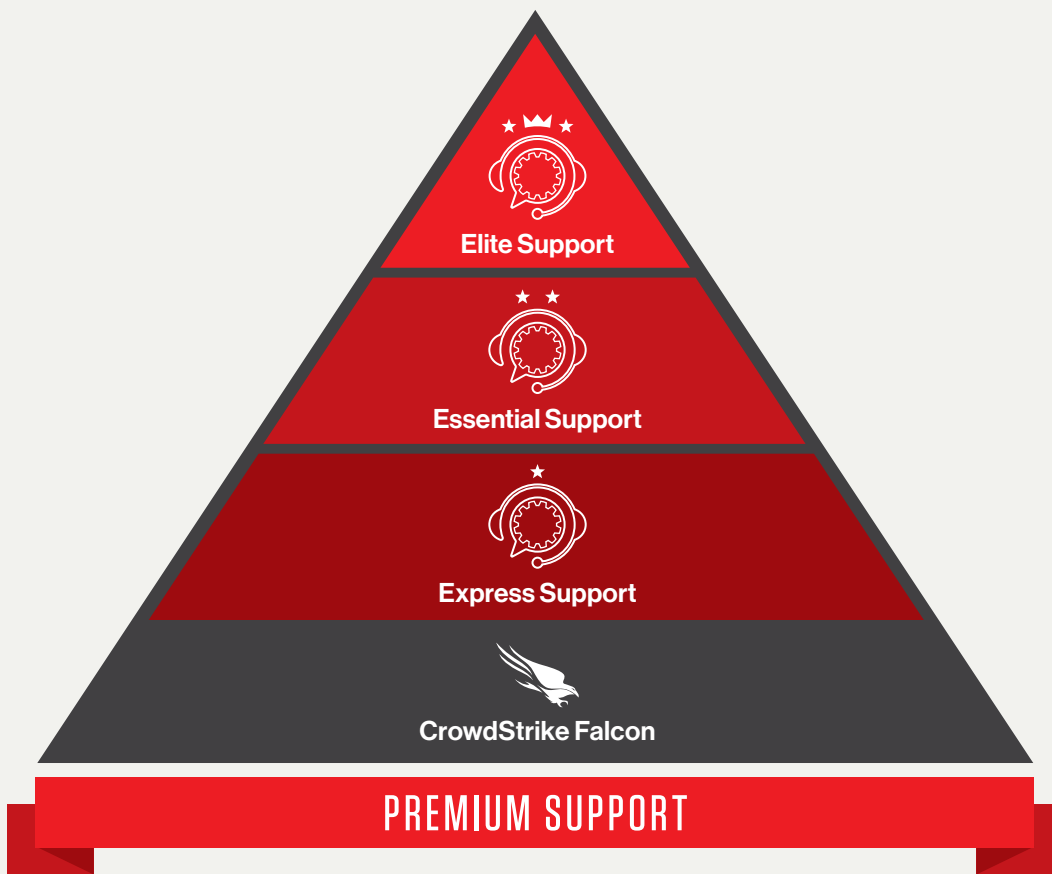 Elite Support
Essential Support
Express Support
CrowdStrike Falcon
PREMIUM SUPPORT